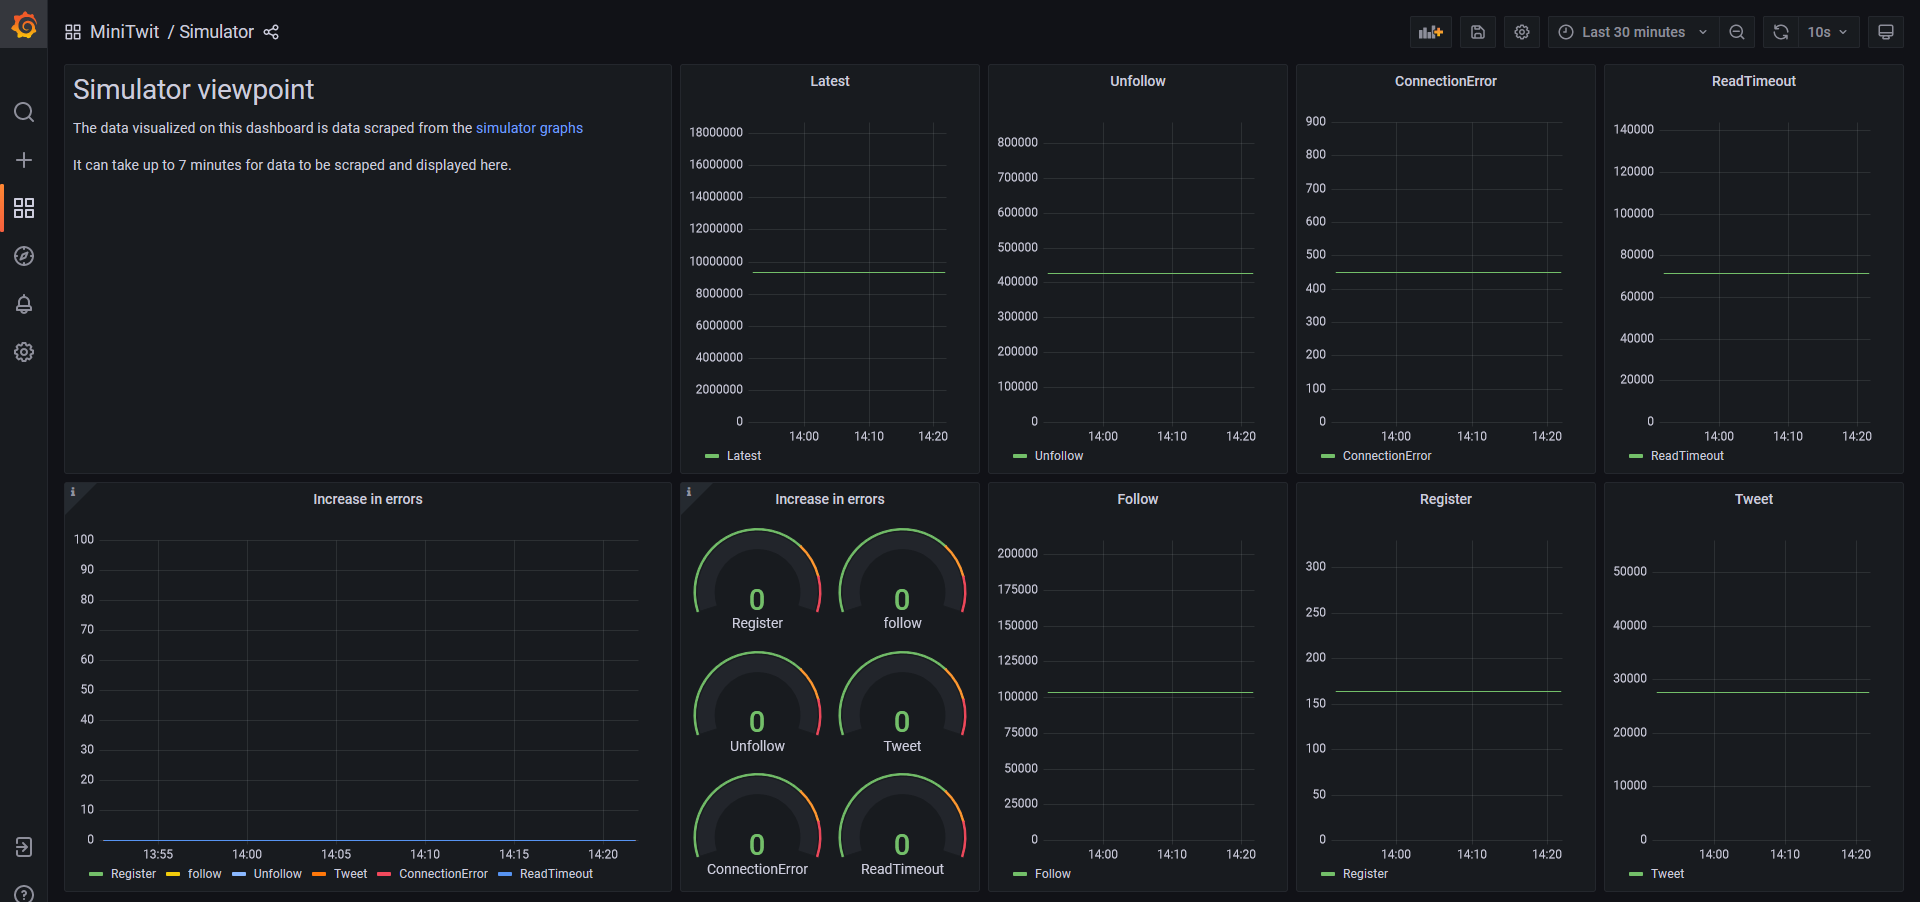 MiniTwit / Simulator
Last 30 minutes
10s
Simulator viewpoint
The data visualized on this dashboard is data scraped from the simulator graphs
It can take up to 7 minutes for data to be scraped and displayed here.
Latest
18000000
16000000
14000000
12000000
10000000
8000000
6000000
4000000
2000000
0
14:00 14:10 14:20
Latest
Unfollow
800000
700000
600000
500000
400000
300000
200000
100000
0
14:00 14:10 14:20
Unfollow
ConnectionError
900
800
700
600
500
400
300
200
100
0
14:00 14:10 14:20
ConnectionError
ReadTimeout
140000
120000
100000
80000
60000
40000
20000
0
14:00 14:10 14:20
ReadTimeout
i
Increase in errors
100
90
80
70
60
50
40
30
20
10
0
13:55 14:00 14:05 14:10 14:15 14:20
Register follow Unfollow Tweet ConnectionError ReadTimeout
i
Increase in errors
0 0
Register follow
0 0
Unfollow Tweet
0 0
ConnectionError ReadTimeout
Follow
200000
175000
150000
125000
100000
75000
50000
25000
0
14:00 14:10 14:20
Follow
Register
300
250
200
150
100
50
0
14:00 14:10 14:20
Register
Tweet
50000
40000
30000
20000
10000
0
14:00 14:10 14:20
Tweet